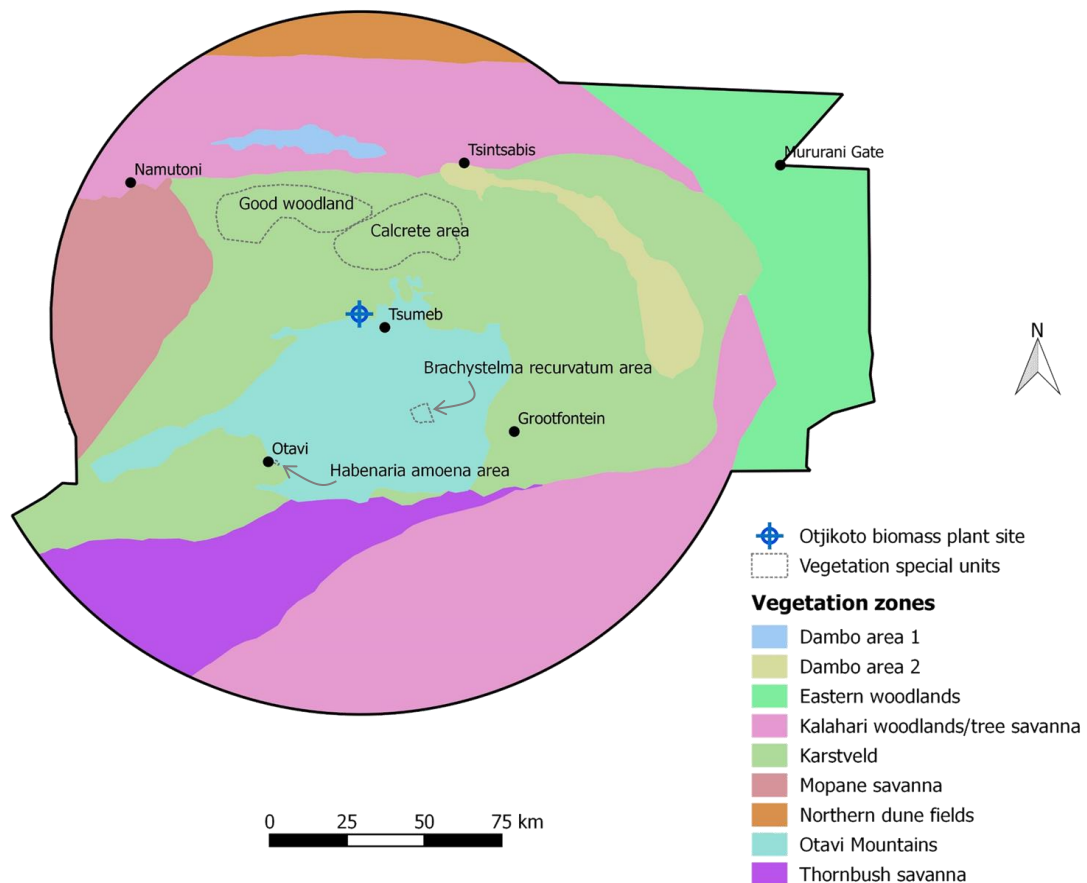 Tsintsabis
Mururani Gate
Namutoni
Good woodland
Calcrete area
Tsumeb
N
Brachystelma recurvatum area
Grootfontein
Otavi
Habenaria amoena area
Otjikoto biomass plant site
Vegetation special units
Vegetation zones
Dambo area 1
Dambo area 2
Eastern woodlands
Kalahari woodlands/tree savanna
Karstveld
Mopane savanna
Northern dune fields
Otavi Mountains
Thornbush savanna
0 25 50 75 km